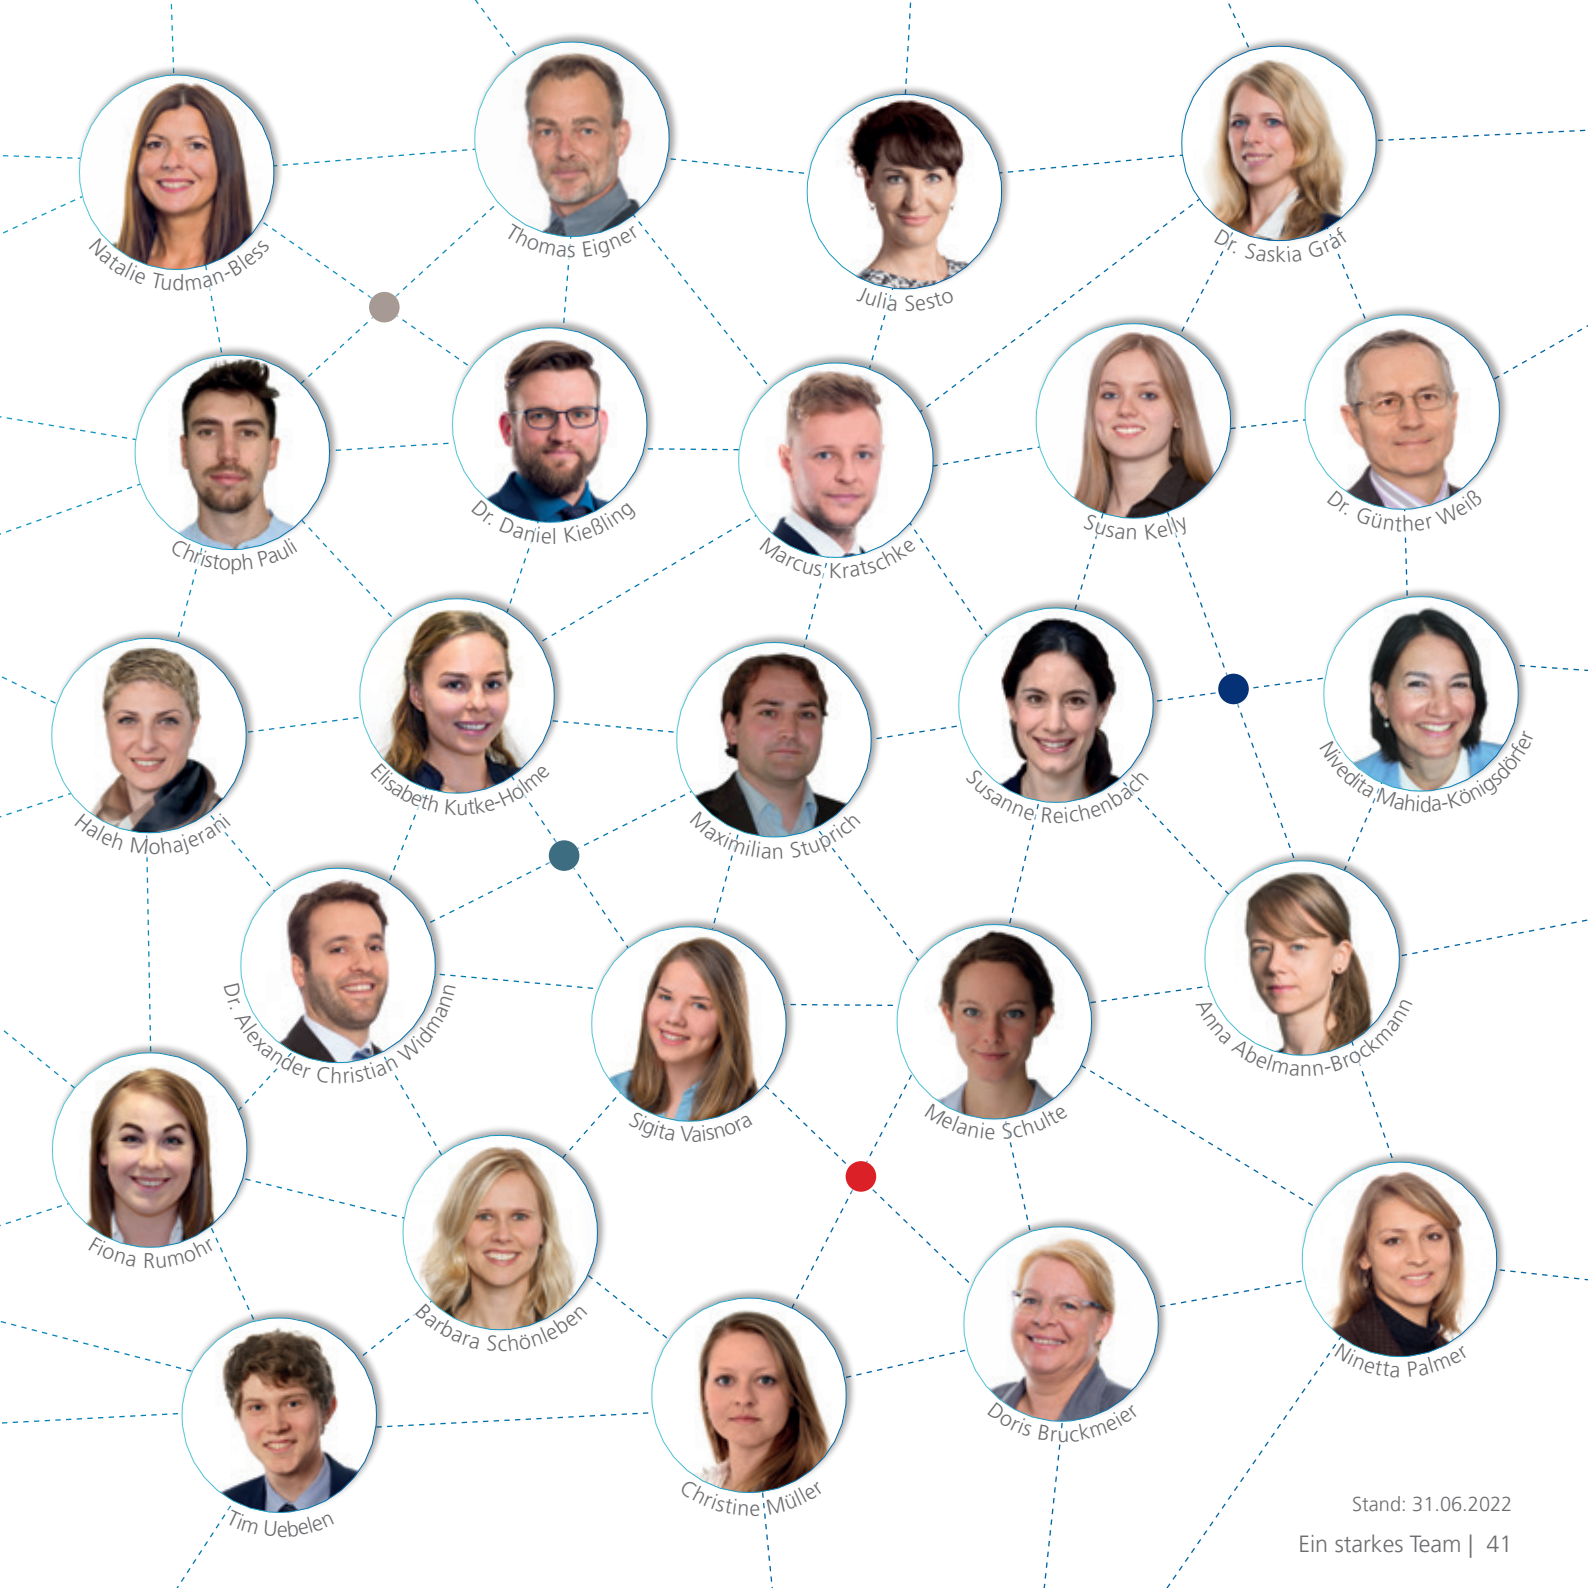 Natalie Tudman-Bless
Thomas Eigner
Julia Sesto
Dr. Saskia Gräf
Christoph Pauli
Dr. Daniel Kießling
Marcus Kratschke
Susan Kelly
Dr. Günther Weiß
Haleh Mohajerani
Elisabeth Kutke-Holme
Maximilian Stuprich
Susanne Reichenbach
Nivedita Mahida-Königsdörfer
Dr. Alexander Christian Widmann
Sigita Vaisnora
Melanie Schulte
Anna Abelmann-Brockmann
Fiona Rumohr
Barbara Schönleben
Christine Müller
Doris Bruckmeier
Ninetta Palmer
Tim Uebelen
Stand: 31.06.2022
Ein starkes Team | 41